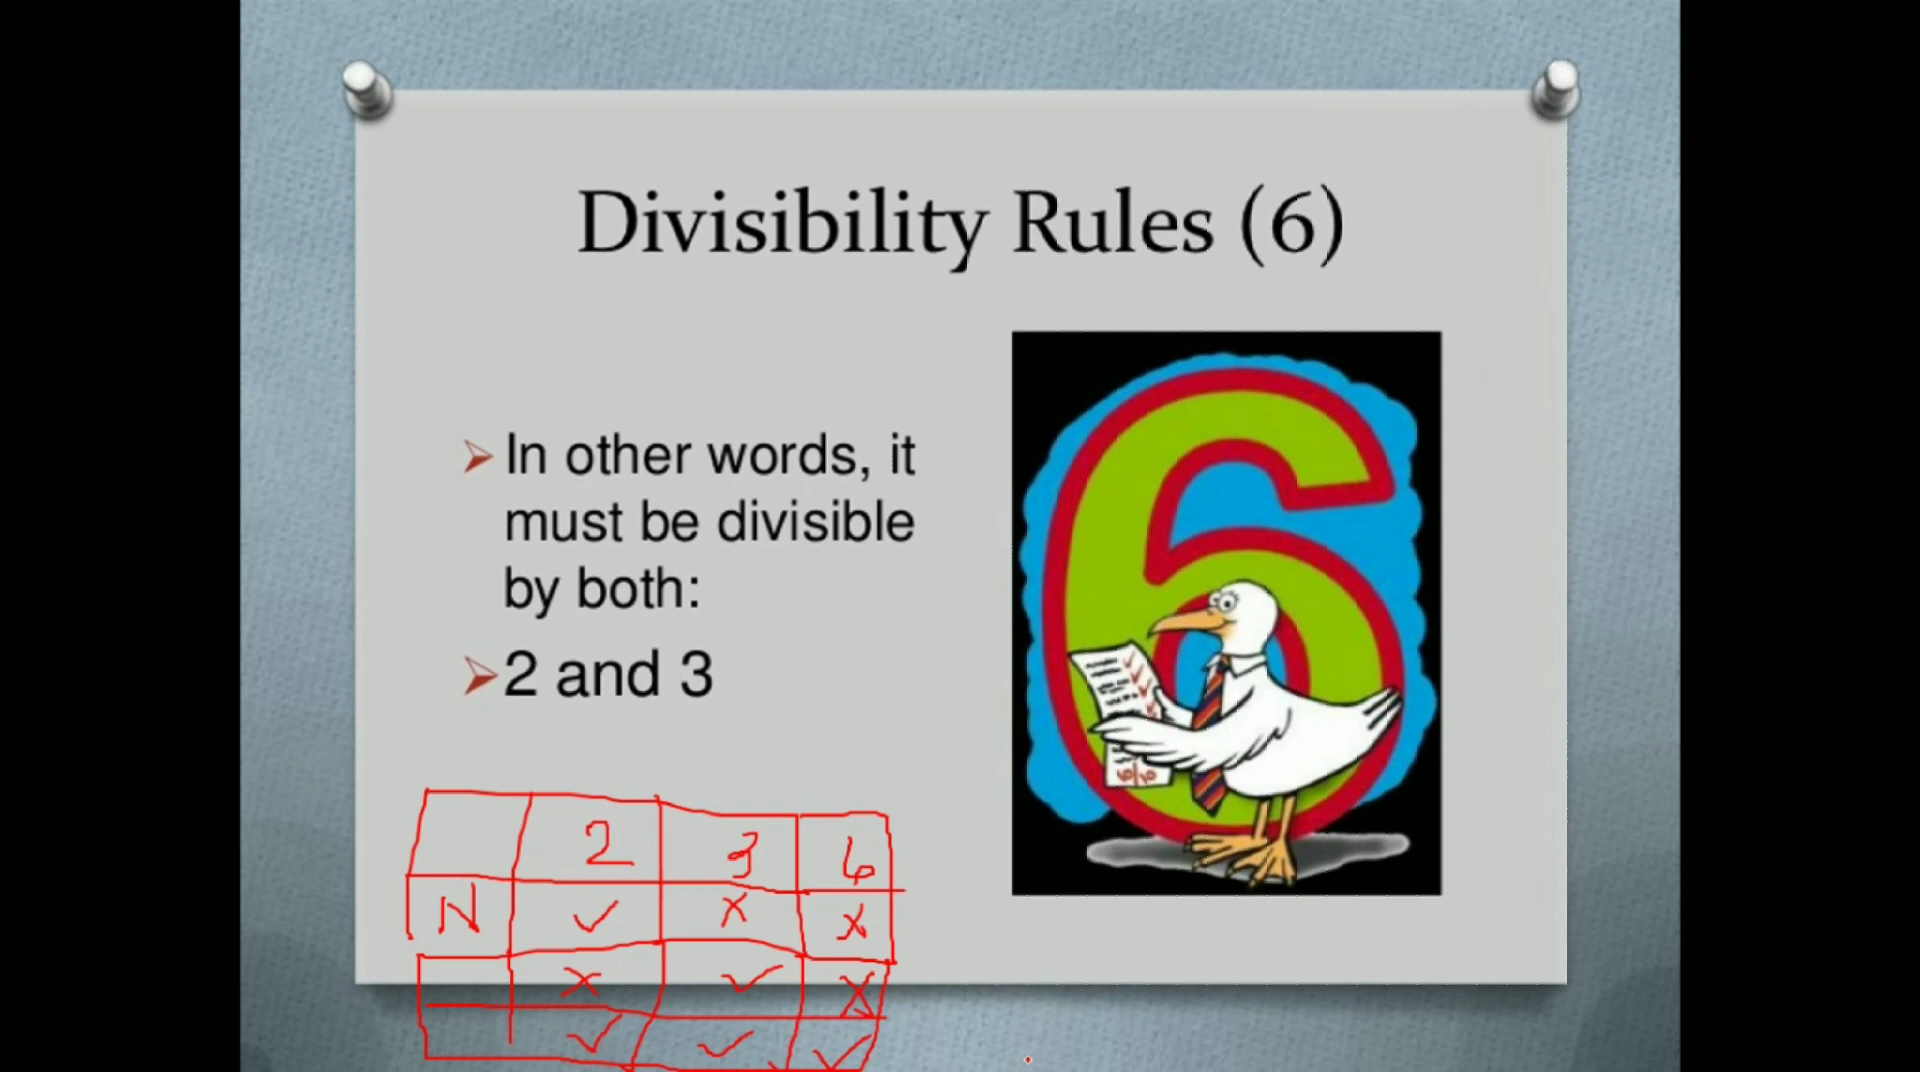 Divisibility Rules (6)
In other words, it
must be divisible
by both:
2 and 3
2 3 6
N ✓ x x
x ✓ x
✓ ✓ ✓